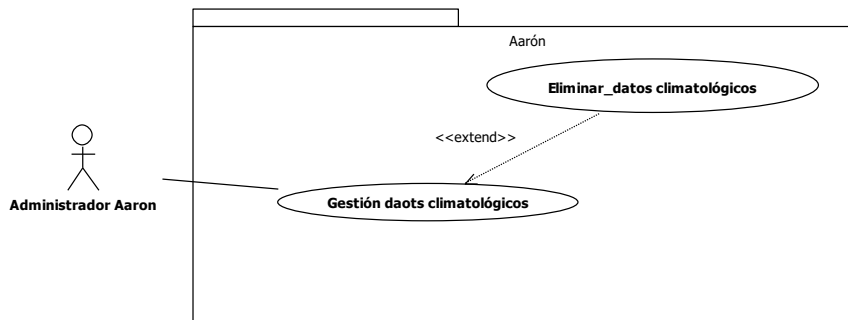 Aarón
Eliminar_datos climatológicos
<<extend>>
Administrador Aaron
Gestión daots climatológicos